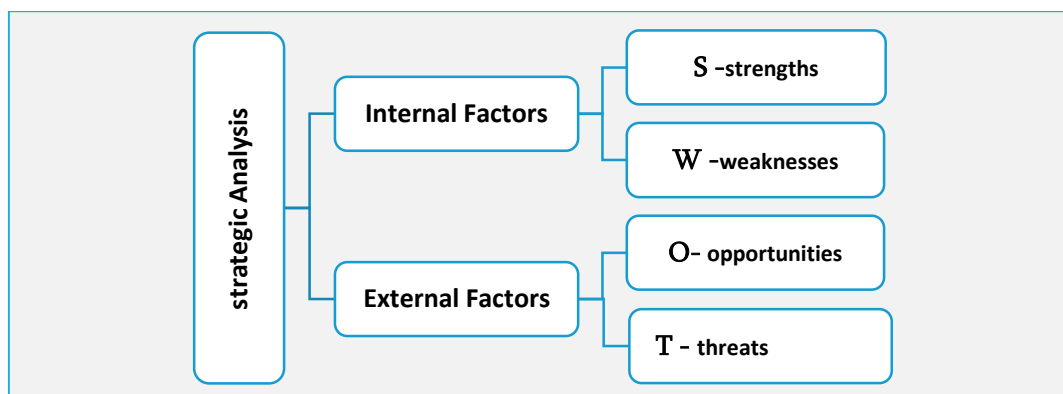 strategic Analysis
Internal Factors
S -strengths
W -weaknesses
External Factors
O- opportunities
T - threats